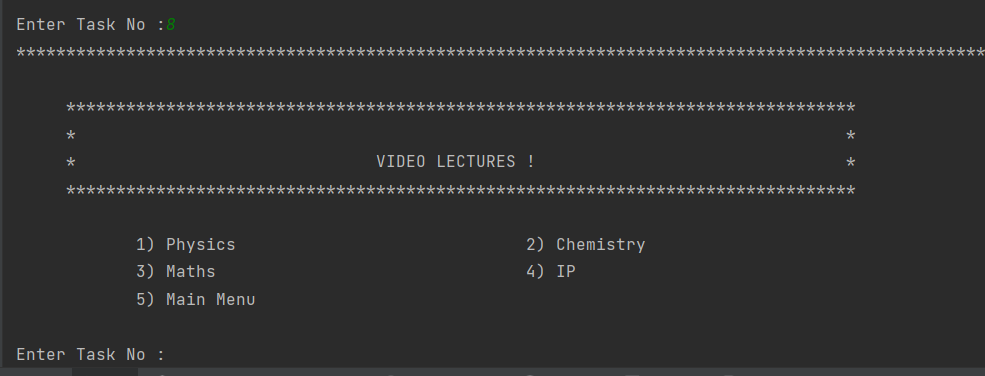 Enter Task No :8
*************************************************************************************************
*******************************************************************************
*                                                                             *
*                              VIDEO LECTURES !                               *
*******************************************************************************
1) Physics                             2) Chemistry
3) Maths                               4) IP
5) Main Menu
Enter Task No :